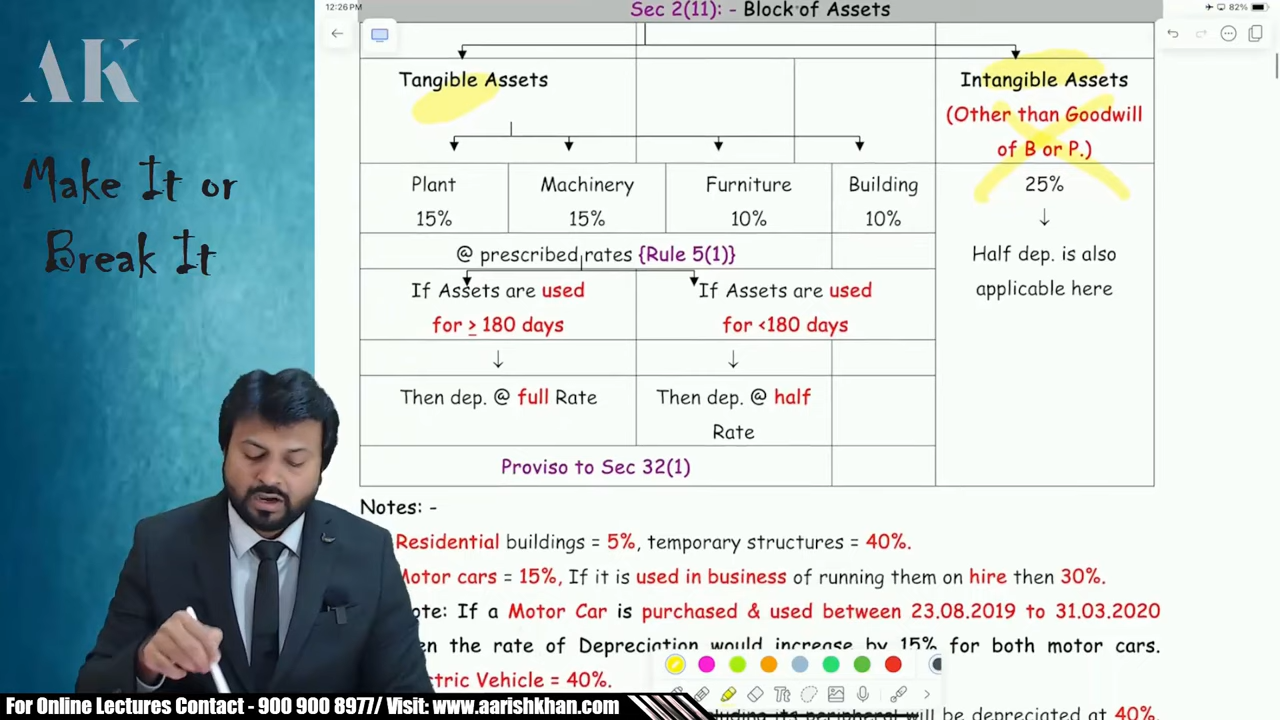 12:26 PM
82%
Sec 2(11): - Block of Assets
AK
Make It or
Break It
Tangible Assets
Intangible Assets
(Other than Goodwill
of B or P.)
Plant
15%
Machinery
15%
Furniture
10%
Building
10%
25%
@ prescribed rates {Rule 5(1)}
Half dep. is also
applicable here
If Assets are used
for ≥ 180 days
If Assets are used
for <180 days
Then dep. @ full Rate
Then dep. @ half
Rate
Proviso to Sec 32(1)
Notes: -
Residential buildings = 5%, temporary structures = 40%.
Motor cars = 15%, If it is used in business of running them on hire then 30%.
Note: If a Motor Car is purchased & used between 23.08.2019 to 31.03.2020
the rate of Depreciation would increase by 15% for both motor cars.
Vehicle = 40%.
Tt
its peripheral will be depreciated at 40%.
For Online Lectures Contact - 900 900 8977/ Visit: www.aarishkhan.com